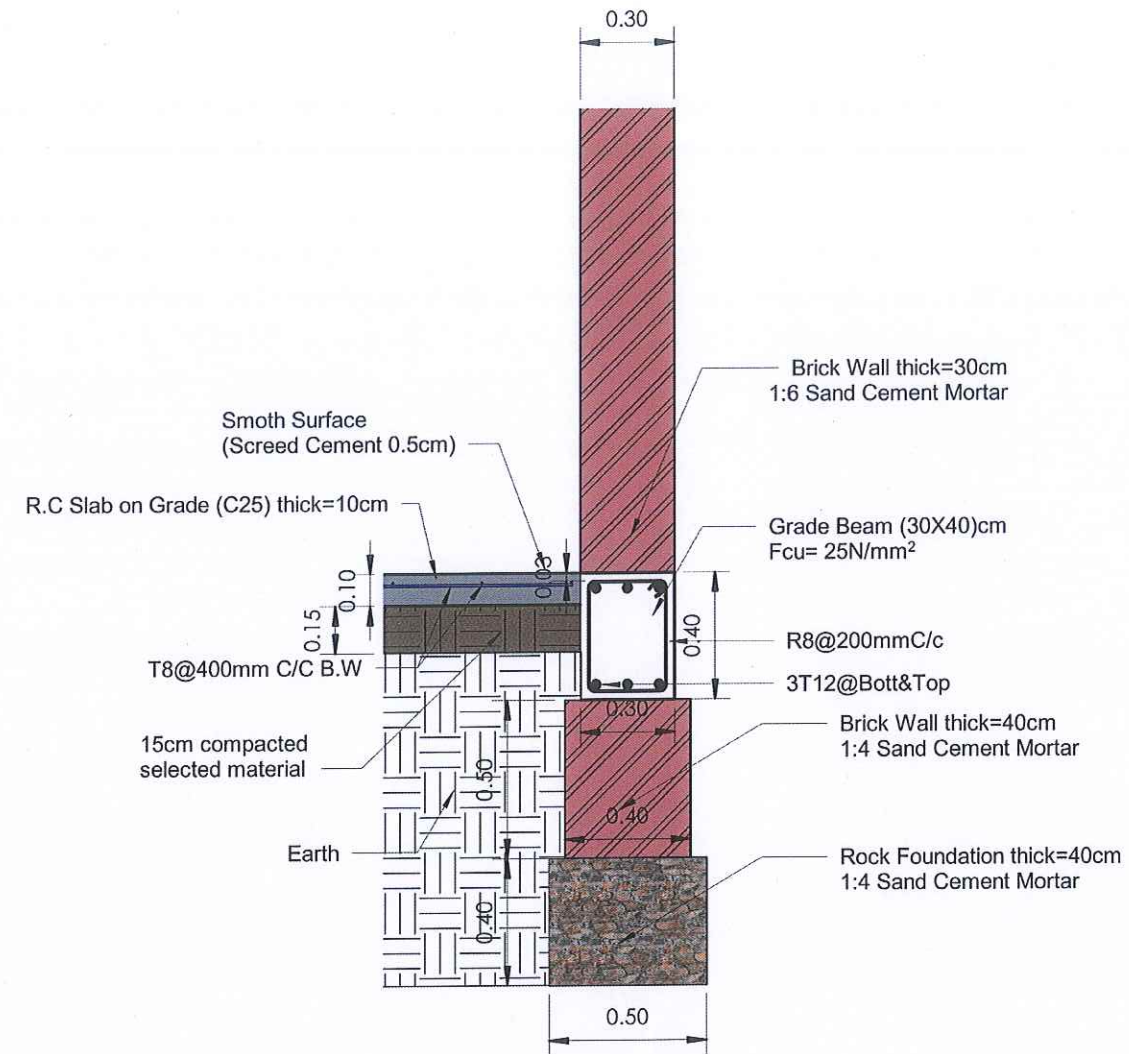 0.30
Brick Wall thick=30cm
1:6 Sand Cement Mortar
Smoth Surface
(Screed Cement 0.5cm)
R.C Slab on Grade (C25) thick=10cm
Grade Beam (30X40)cm
Fcu= 25N/mm²
0.03
0.10
0.15
0.40
T8@400mm C/C B.W
R8@200mmC/c
3T12@Bott&Top
0.30
Brick Wall thick=40cm
1:4 Sand Cement Mortar
15cm compacted
selected material
0.50
0.40
Earth
Rock Foundation thick=40cm
1:4 Sand Cement Mortar
0.40
0.50